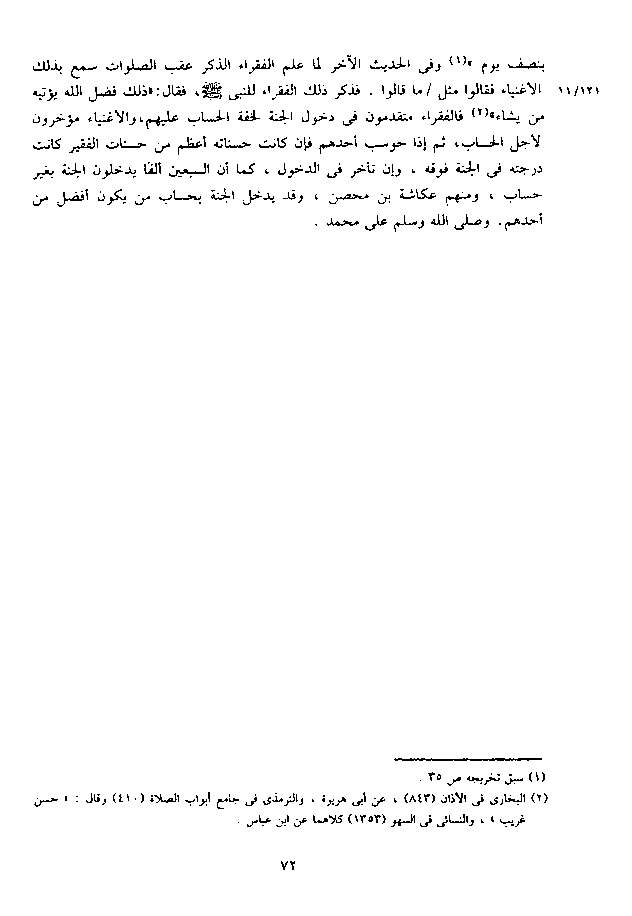 بنصف يوم »(١) وفى الحديث الآخر لما علم الفقراء الذكر عقب الصلوات سمع بذلك
١١/١٢١ الأغنياء فقالوا مثل / ما قالوا . فذكر ذلك الفقراء للنبى ﷺ، فقال: «ذلك فضل الله يؤتيه
من يشاء»(٢) فالفقراء متقدمون فى دخول الجنة لخفة الحساب عليهم، والأغنياء مؤخرون
لأجل الحساب، ثم إذا حوسب أحدهم فإن كانت حسناته أعظم من حسنات الفقير كانت
درجته فى الجنة فوقه ، وإن تأخر فى الدخول ، كما أن السبعين ألفًا يدخلون الجنة بغير
حساب ، ومنهم عكاشة بن محصن ، وقد يدخل الجنة بحساب من يكون أفضل من
أحدهم. وصلى الله وسلم على محمد .
(١) سبق تخريجه ص ٣٥ .
(٢) البخارى فى الأذان (٨٤٣) ، عن أبى هريرة ، والترمذى فى جامع أبواب الصلاة (٤١٠) وقال : « حسن
غريب » ، والنسائى فى السهو (١٣٥٣) كلاهما عن ابن عباس .
٧٢